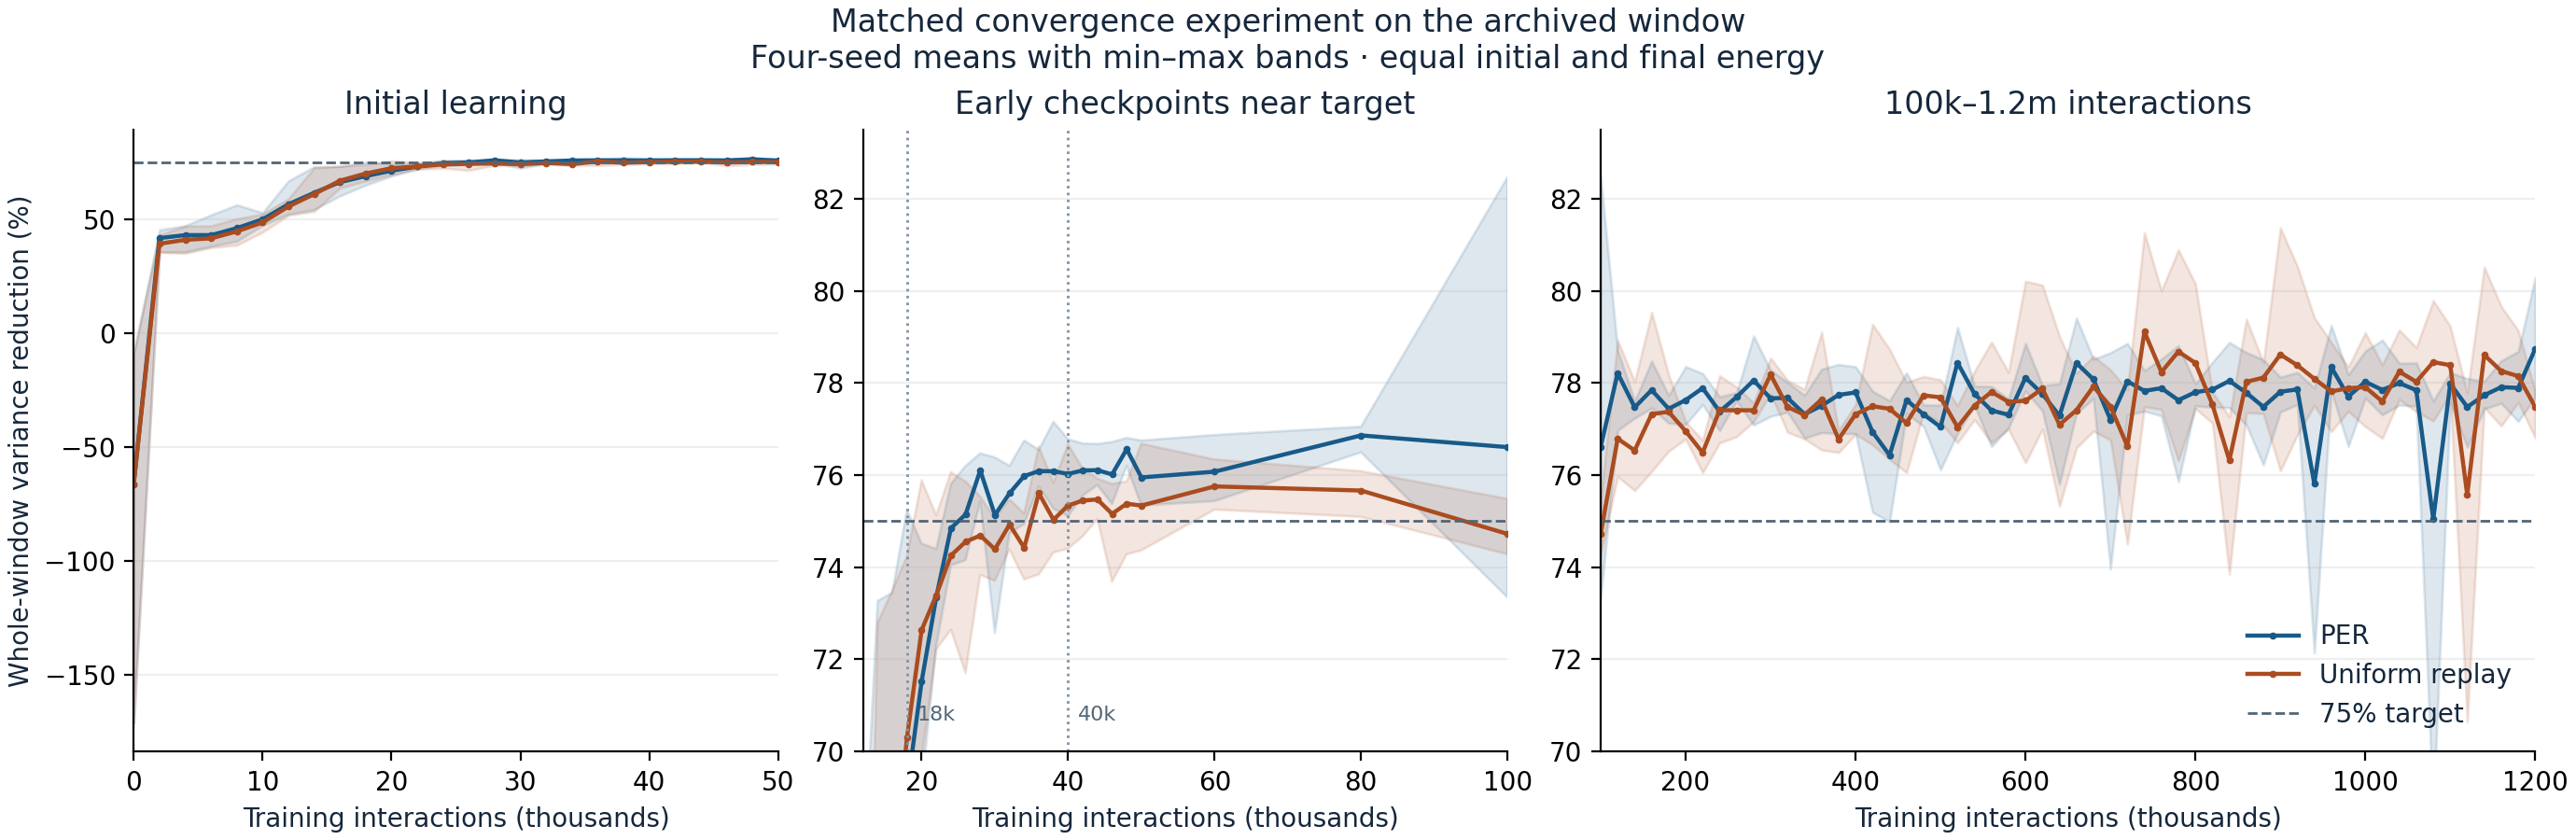 Matched convergence experiment on the archived window
Four-seed means with min–max bands · equal initial and final energy
Initial learning
Whole-window variance reduction (%)
50
0
−50
−100
−150
0
10
20
30
40
50
Training interactions (thousands)
Early checkpoints near target
82
80
78
76
74
72
70
18k
40k
20
40
60
80
100
Training interactions (thousands)
100k–1.2m interactions
82
80
78
76
74
72
70
PER
Uniform replay
75% target
200
400
600
800
1000
1200
Training interactions (thousands)